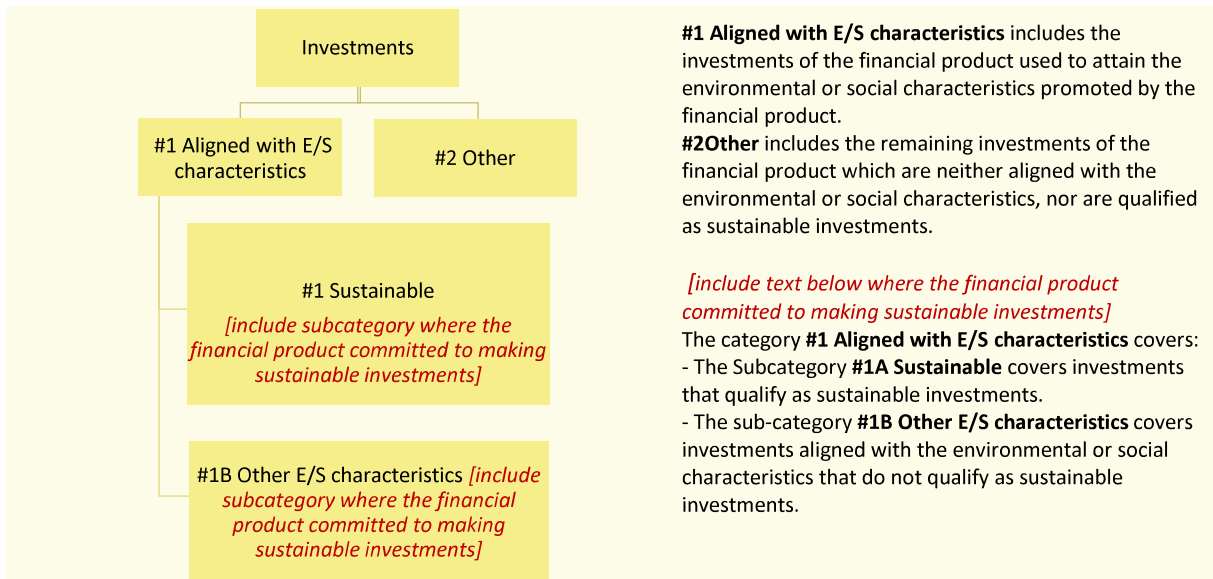 Investments
#1 Aligned with E/S
characteristics
#2 Other
#1 Sustainable
[include subcategory where the
financial product committed to making
sustainable investments]
#1B Other E/S characteristics [include
subcategory where the financial
product committed to making
sustainable investments]
#1 Aligned with E/S characteristics includes the
investments of the financial product used to attain the
environmental or social characteristics promoted by the
financial product.
#2Other includes the remaining investments of the
financial product which are neither aligned with the
environmental or social characteristics, nor are qualified
as sustainable investments.
[include text below where the financial product
committed to making sustainable investments]
The category #1 Aligned with E/S characteristics covers:
- The Subcategory #1A Sustainable covers investments
that qualify as sustainable investments.
- The sub-category #1B Other E/S characteristics covers
investments aligned with the environmental or social
characteristics that do not qualify as sustainable
investments.